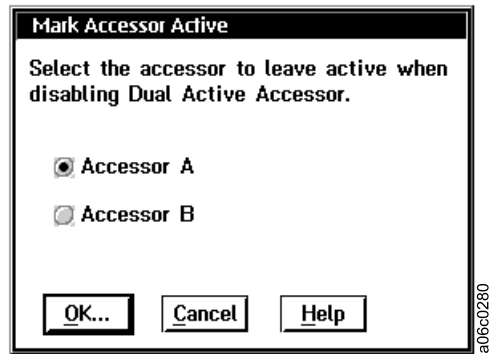 Mark Accessor Active
Select the accessor to leave active when
disabling Dual Active Accessor.
Accessor A
Accessor B
OK... Cancel Help
a06c0280